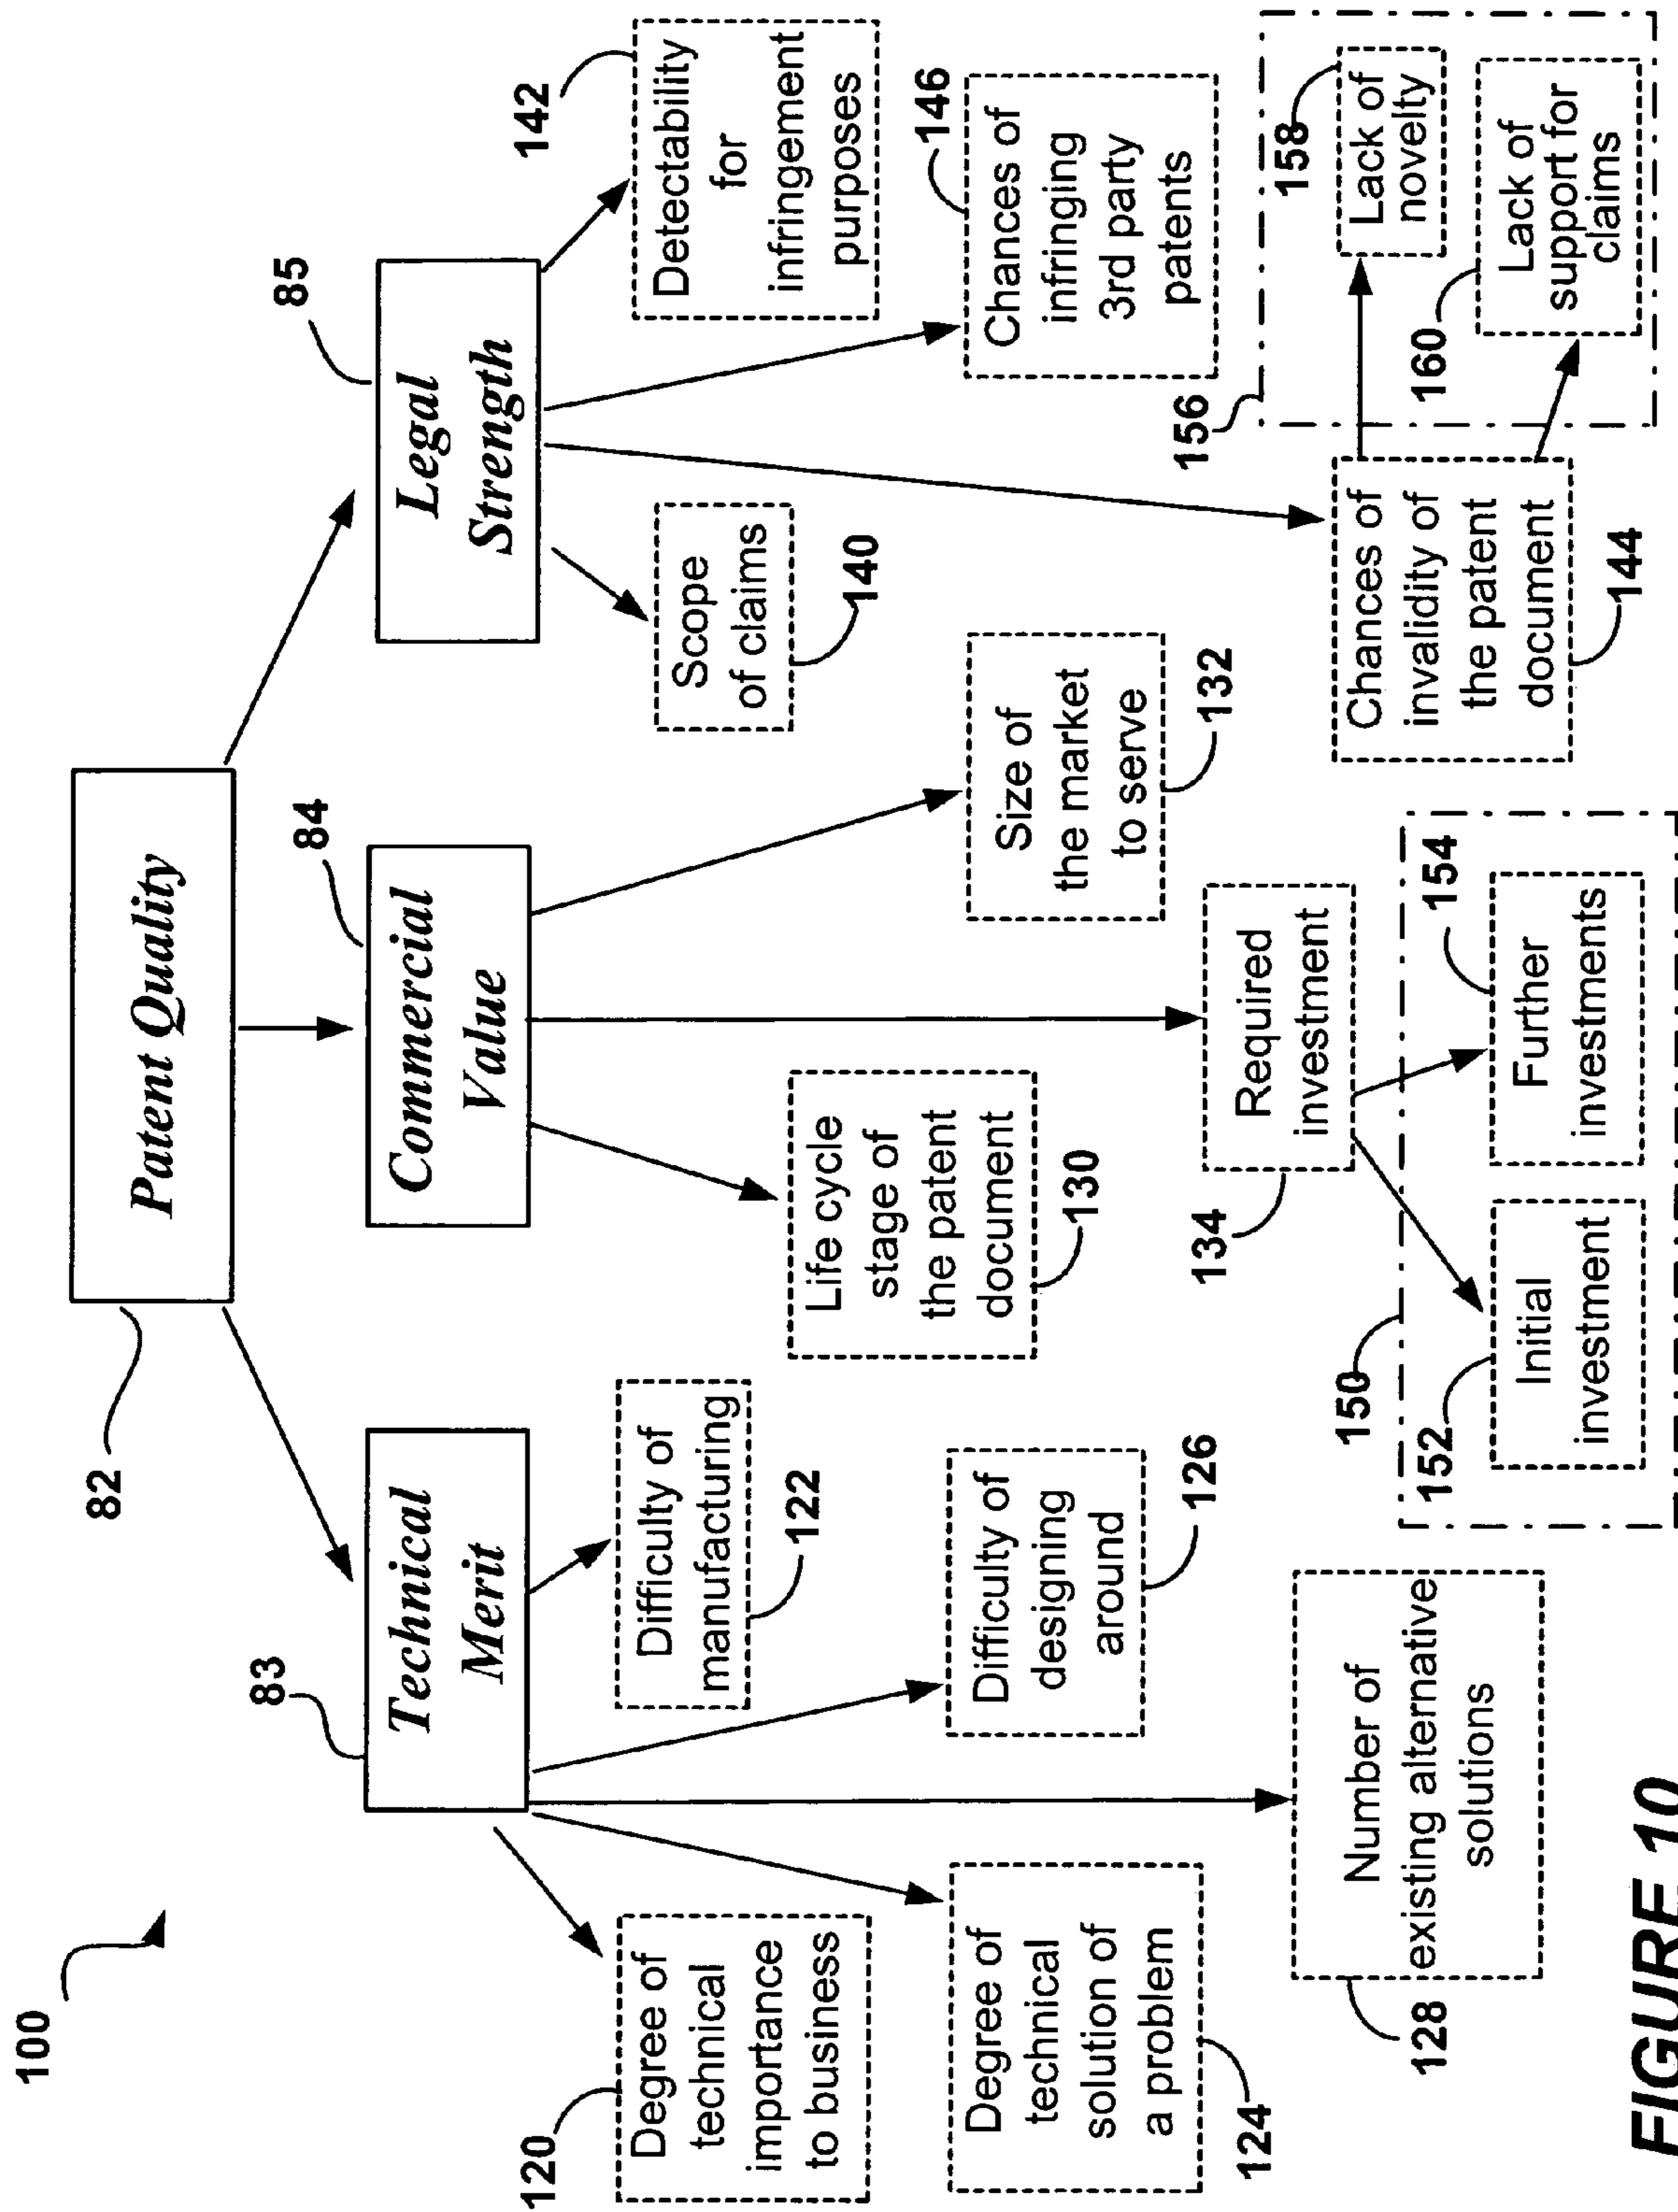 100
82
Patent Quality
83
Technical
Merit
84
Commercial
Value
85
Legal
Strength
120
Degree of
technical
importance
to business
Difficulty of
manufacturing
122
Life cycle
stage of
the patent
document
130
Scope
of claims
140
142
Detectability
for
infringement
purposes
Degree of
technical
solution of
a problem
124
Difficulty of
designing
around
126
Size of
the market
to serve
132
146
Chances of
infringing
3rd party
patents
128
Number of
existing alternative
solutions
134
Required
investment
Chances of
invalidity of
the patent
document
144
156
158
Lack of
novelty
160
Lack of
support for
claims
150
152
Initial
investment
154
Further
investments
FIGURE 10